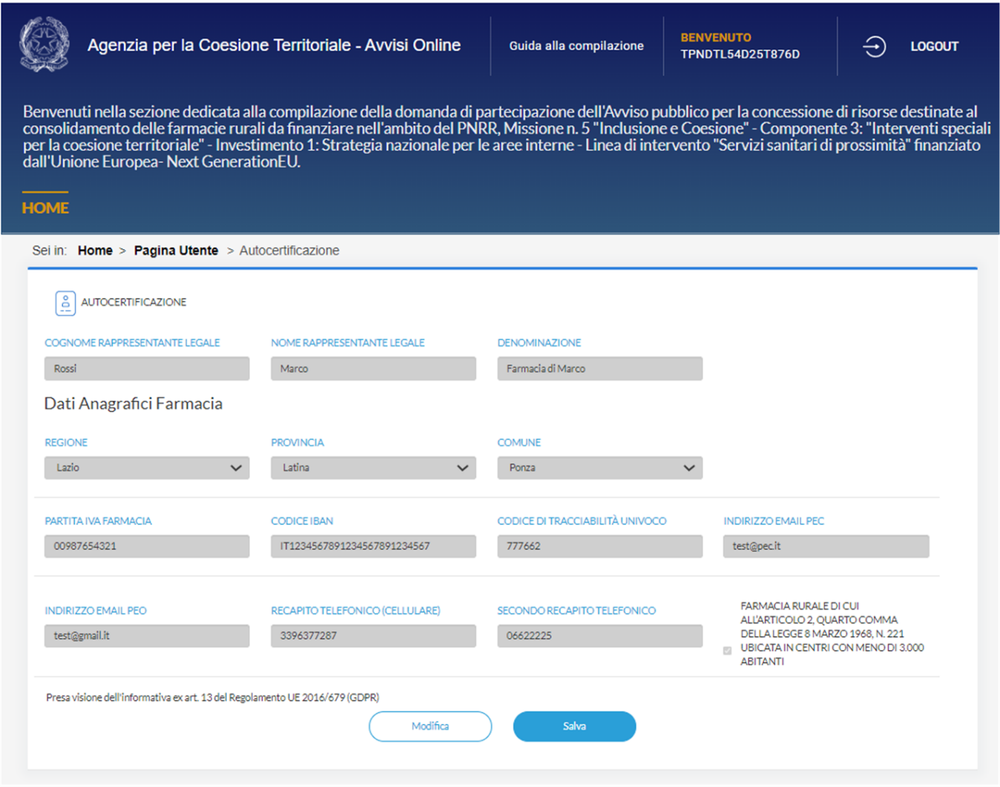 Agenzia per la Coesione Territoriale - Avvisi Online
Guida alla compilazione
BENVENUTO
TPNDTL54D25T876D
LOGOUT
Benvenuti nella sezione dedicata alla compilazione della domanda di partecipazione dell'Avviso pubblico per la concessione di risorse destinate al
consolidamento delle farmacie rurali da finanziare nell'ambito del PNRR, Missione n. 5 "Inclusione e Coesione" - Componente 3: "Interventi speciali
per la coesione territoriale" - Investimento 1: Strategia nazionale per le aree interne - Linea di intervento "Servizi sanitari di prossimità" finanziato
dall'Unione Europea- Next GenerationEU.
HOME
Sei in: Home > Pagina Utente > Autocertificazione
AUTOCERTIFICAZIONE
COGNOME RAPPRESENTANTE LEGALE
NOME RAPPRESENTANTE LEGALE
DENOMINAZIONE
Rossi
Marco
Farmacia di Marco
Dati Anagrafici Farmacia
REGIONE
PROVINCIA
COMUNE
Lazio
Latina
Ponza
PARTITA IVA FARMACIA
CODICE IBAN
CODICE DI TRACCIABILITÀ UNIVOCO
INDIRIZZO EMAIL PEC
00987654321
IT1234567891234567891234567
777662
test@pec.it
INDIRIZZO EMAIL PEO
RECAPITO TELEFONICO (CELLULARE)
SECONDO RECAPITO TELEFONICO
test@gmail.it
3396377287
06622225
FARMACIA RURALE DI CUI
ALL'ARTICOLO 2, QUARTO COMMA
DELLA LEGGE 8 MARZO 1968, N. 221
UBICATA IN CENTRI CON MENO DI 3.000
ABITANTI
Presa visione dell'informativa ex art. 13 del Regolamento UE 2016/679 (GDPR)
Modifica
Salva